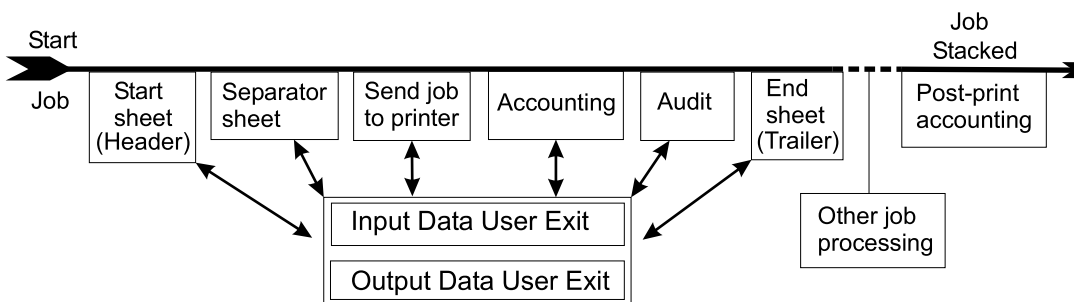 Start
Job
Job
Stacked
Start
sheet
(Header)
Separator
sheet
Send job
to printer
Accounting
Audit
End
sheet
(Trailer)
Post-print
accounting
Input Data User Exit
Output Data User Exit
Other job
processing